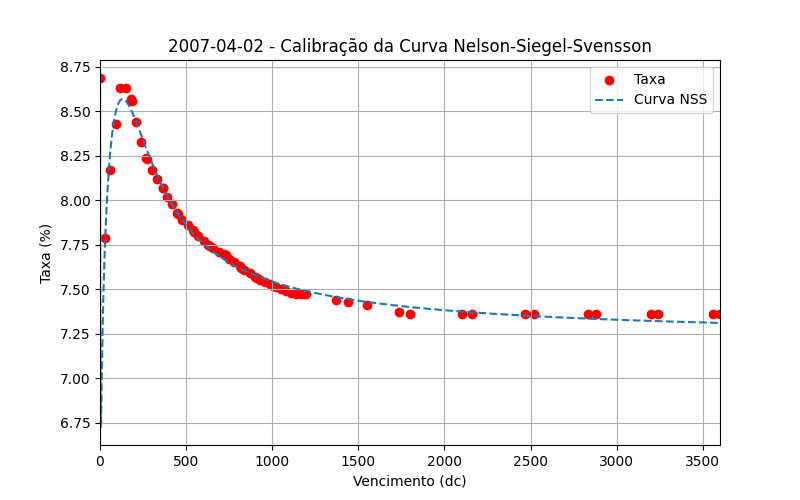 2007-04-02 - Calibração da Curva Nelson-Siegel-Svensson
Taxa
Curva NSS
Taxa (%)
8.75
8.50
8.25
8.00
7.75
7.50
7.25
7.00
6.75
0 500 1000 1500 2000 2500 3000 3500
Vencimento (dc)